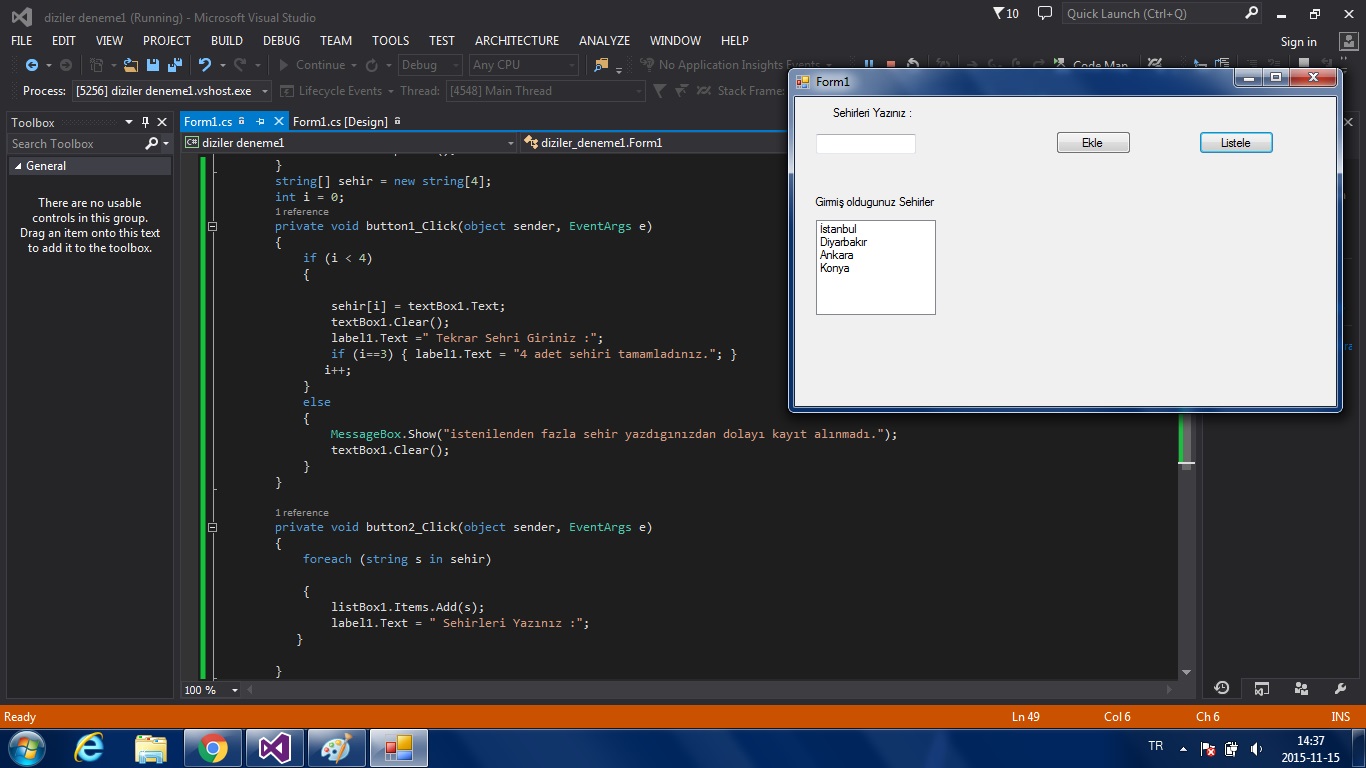 diziler deneme1 (Running) - Microsoft Visual Studio
10
Quick Launch (Ctrl+Q)
FILE EDIT VIEW PROJECT BUILD DEBUG TEAM TOOLS TEST ARCHITECTURE ANALYZE WINDOW HELP
Sign in
Continue Debug Any CPU No Application Insights Events Code Map
Process: [5256] diziler deneme1.vshost.exe Lifecycle Events Thread: [4548] Main Thread Stack Frame:
Toolbox
Search Toolbox
General
There are no usable
controls in this group.
Drag an item onto this text
to add it to the toolbox.
Form1.cs Form1.cs [Design]
C# diziler deneme1 diziler_deneme1.Form1
}
string[] sehir = new string[4];
int i = 0;
1 reference
private void button1_Click(object sender, EventArgs e)
{
if (i < 4)
{
sehir[i] = textBox1.Text;
textBox1.Clear();
label1.Text =" Tekrar Sehri Giriniz :";
if (i==3) { label1.Text = "4 adet sehiri tamamladınız."; }
i++;
}
else
{
MessageBox.Show("istenilenden fazla sehir yazdıgınızdan dolayı kayıt alınmadı.");
textBox1.Clear();
}
}
1 reference
private void button2_Click(object sender, EventArgs e)
{
foreach (string s in sehir)
{
listBox1.Items.Add(s);
label1.Text = " Sehirleri Yazınız :";
}
}
100 %
Form1
Sehirleri Yazınız :
Ekle
Listele
Girmiş oldugunuz Sehirler
İstanbul
Diyarbakır
Ankara
Konya
Ready Ln 49 Col 6 Ch 6 INS
TR
14:37
2015-11-15